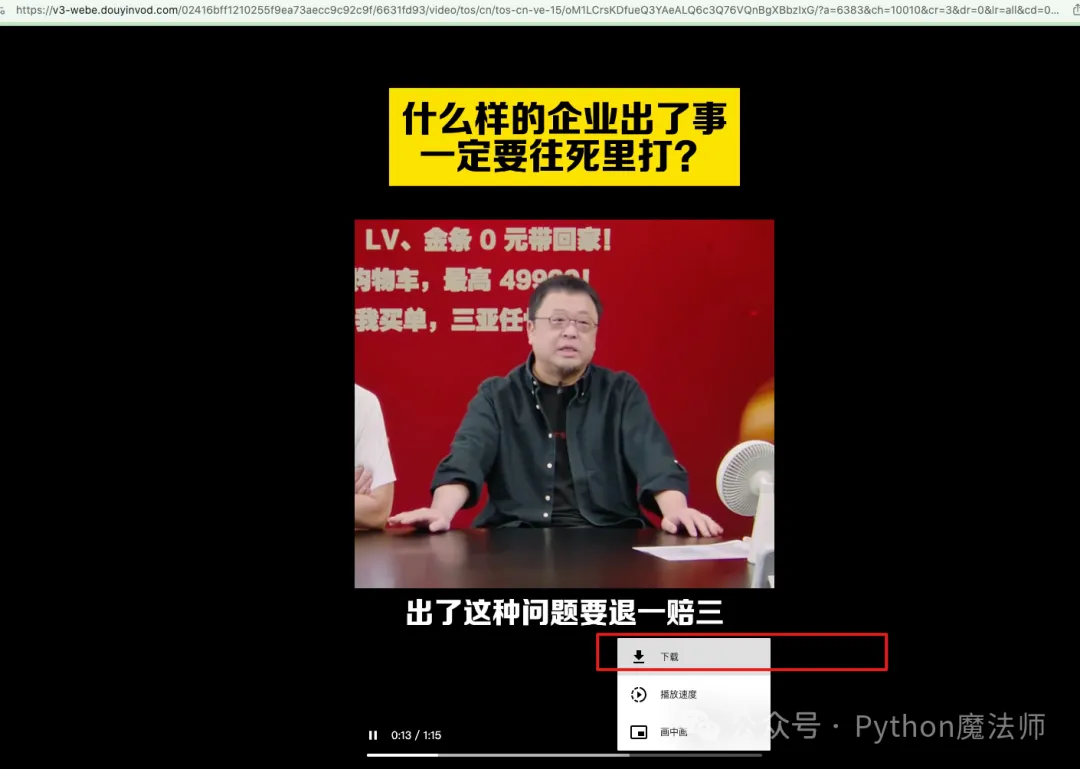 https://v3-webe.douyinvod.com/02416bff1210255f9ea73aecc9c92c9f/6631fd93/video/tos/cn/tos-cn-ve-15/oM1LCrsKDfueQ3YAeALQ6c3Q76VQnBgXBbzIxG/?a=6383&ch=10010&cr=3&dr=0&lr=all&cd=0...
什么样的企业出了事
一定要往死里打?
LV、金条 0 元带回家!
购物车，最高 499
我买单，三亚任
出了这种问题要退一赔三
下载
播放速度
画中画
公众号 · Python魔法师
0:13 / 1:15